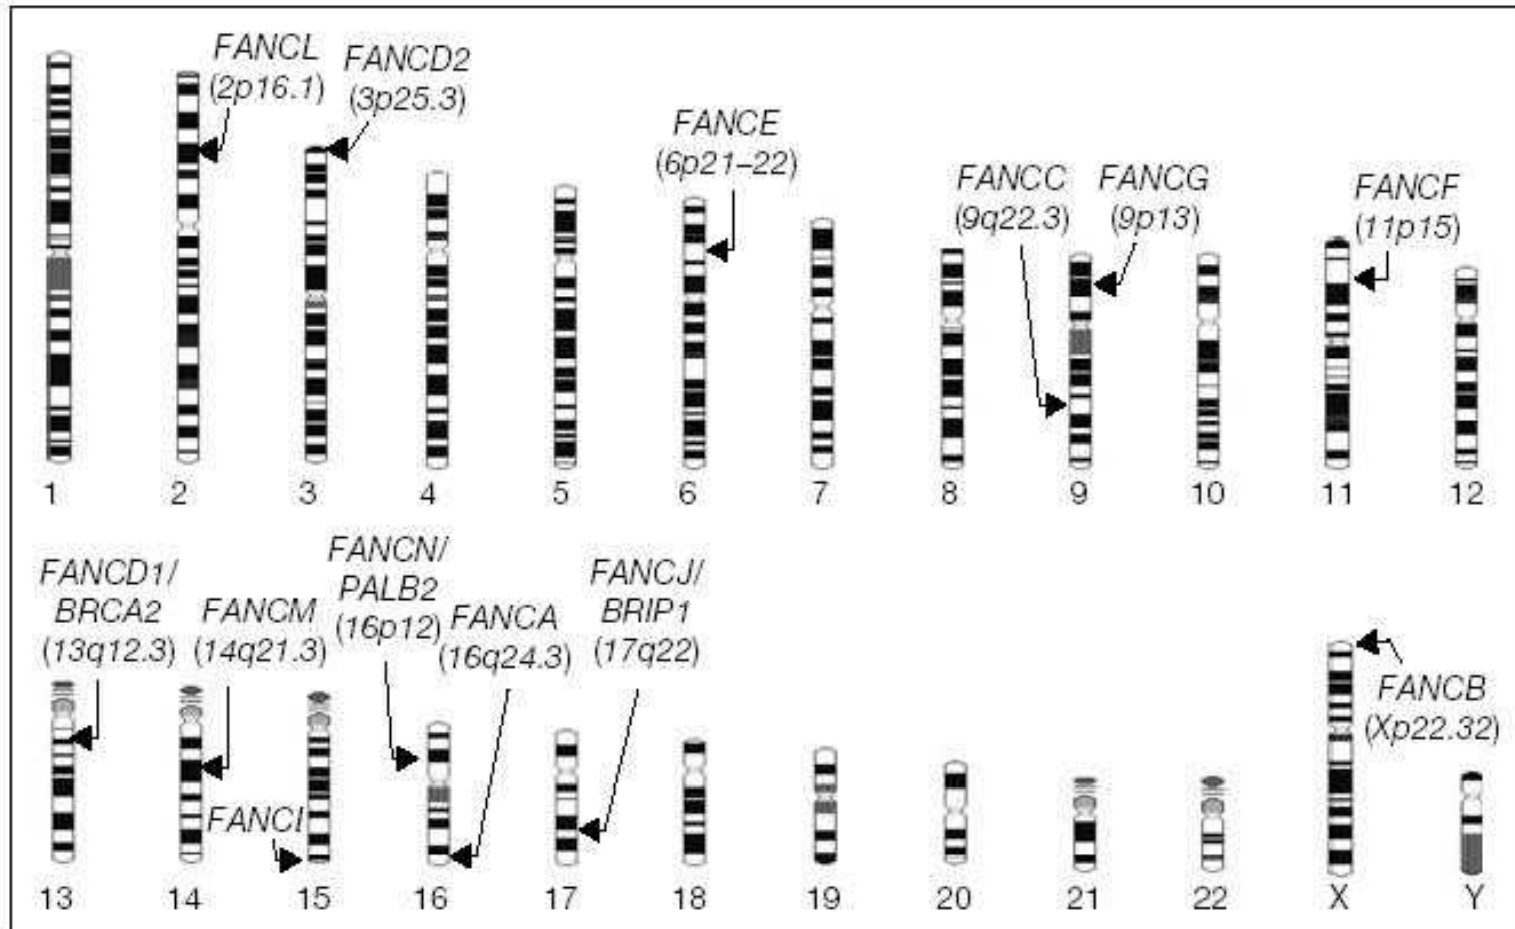 FANCL
(2p16.1)
FANCD2
(3p25.3)
FANCE
(6p21–22)
FANCC
(9q22.3)
FANCG
(9p13)
FANCF
(11p15)
1 2 3 4 5 6 7 8 9 10 11 12
FANCD1/
BRCA2
(13q12.3)
FANCM
(14q21.3)
FANCI
FANCN/
PALB2
(16p12)
FANCA
(16q24.3)
FANCJ/
BRIP1
(17q22)
FANCB
(Xp22.32)
13 14 15 16 17 18 19 20 21 22 X Y